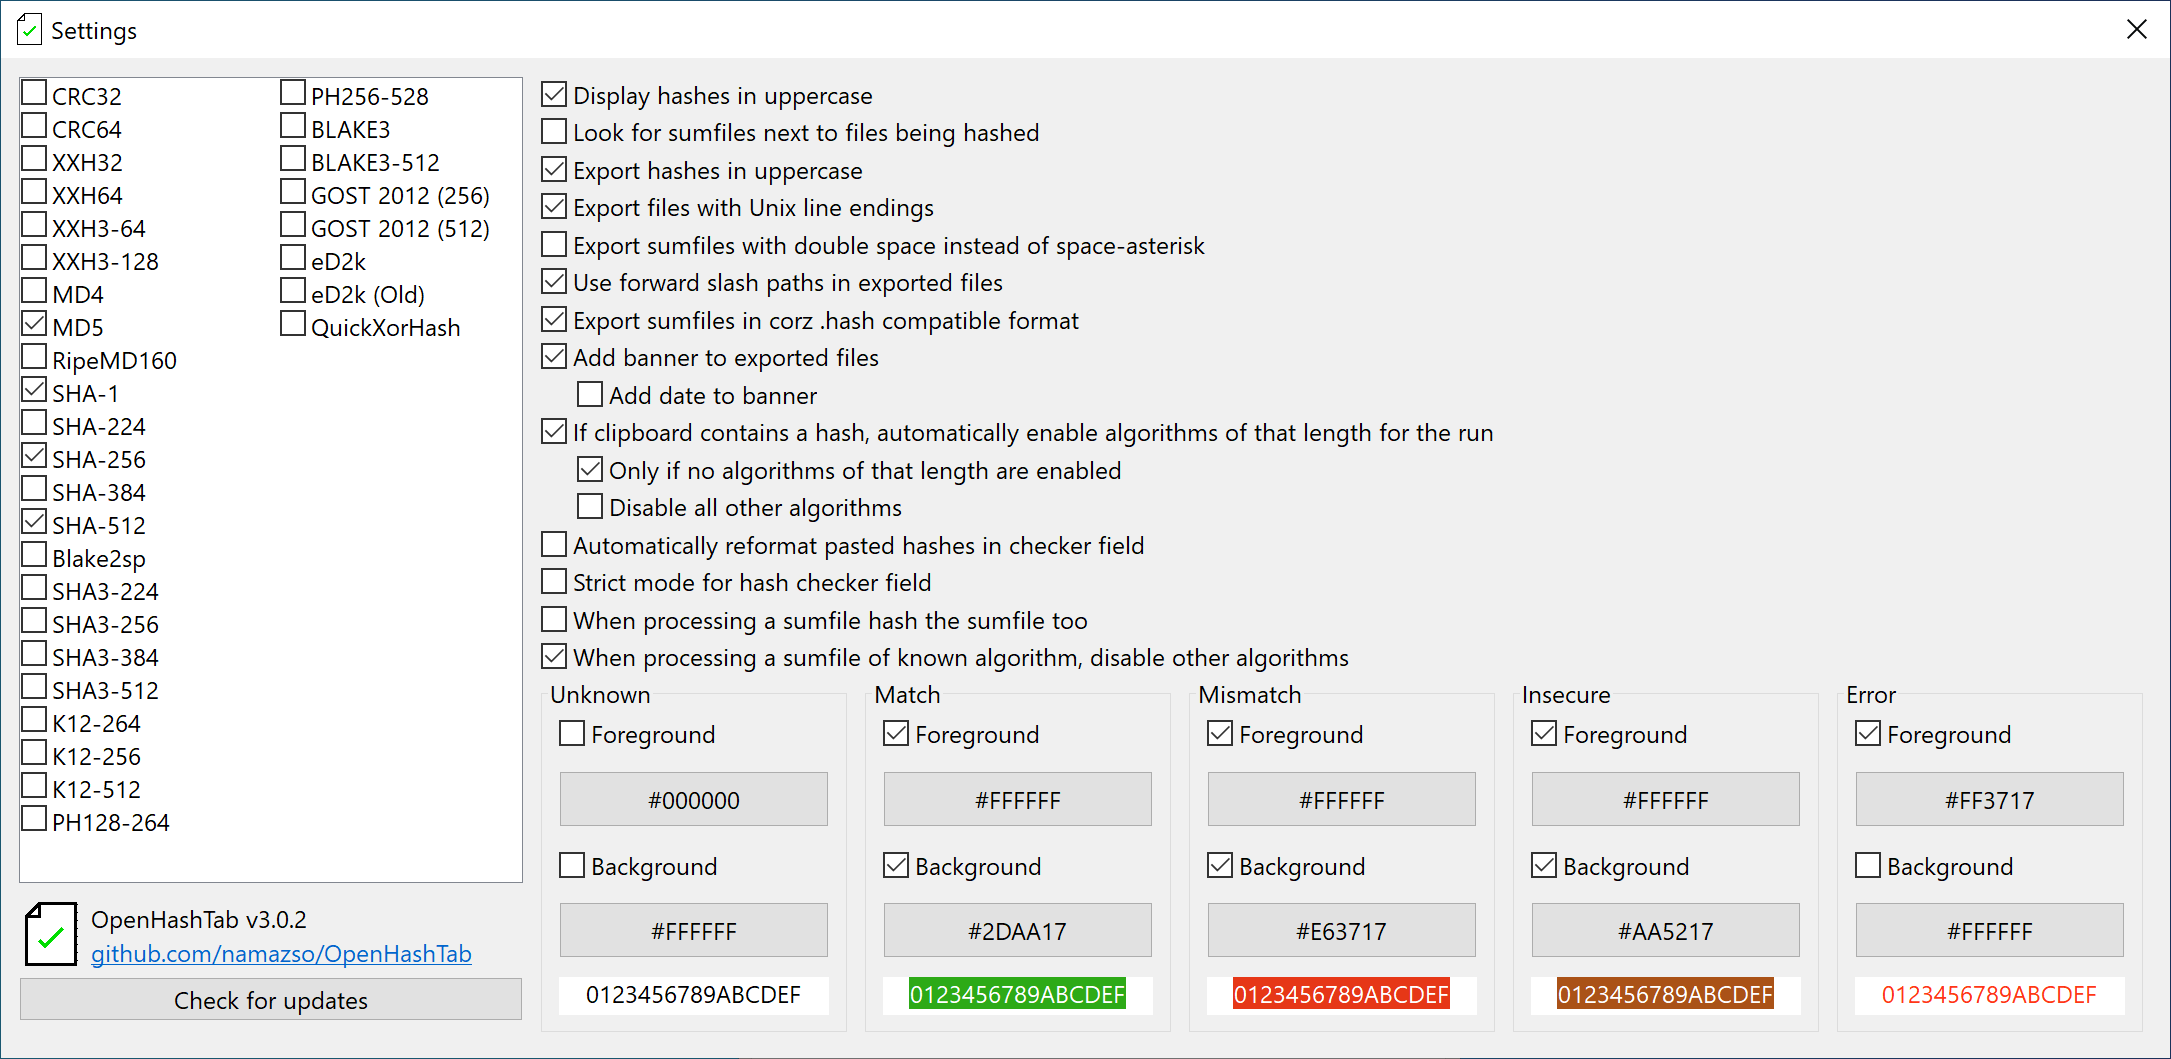 Settings
CRC32
CRC64
XXH32
XXH64
XXH3-64
XXH3-128
MD4
MD5
RipeMD160
SHA-1
SHA-224
SHA-256
SHA-384
SHA-512
Blake2sp
SHA3-224
SHA3-256
SHA3-384
SHA3-512
K12-264
K12-256
K12-512
PH128-264
PH256-528
BLAKE3
BLAKE3-512
GOST 2012 (256)
GOST 2012 (512)
eD2k
eD2k (Old)
QuickXorHash
OpenHashTab v3.0.2
github.com/namazso/OpenHashTab
Check for updates
Display hashes in uppercase
Look for sumfiles next to files being hashed
Export hashes in uppercase
Export files with Unix line endings
Export sumfiles with double space instead of space-asterisk
Use forward slash paths in exported files
Export sumfiles in corz .hash compatible format
Add banner to exported files
Add date to banner
If clipboard contains a hash, automatically enable algorithms of that length for the run
Only if no algorithms of that length are enabled
Disable all other algorithms
Automatically reformat pasted hashes in checker field
Strict mode for hash checker field
When processing a sumfile hash the sumfile too
When processing a sumfile of known algorithm, disable other algorithms
Unknown
Foreground
#000000
Background
#FFFFFF
0123456789ABCDEF
Match
Foreground
#FFFFFF
Background
#2DAA17
0123456789ABCDEF
Mismatch
Foreground
#FFFFFF
Background
#E63717
0123456789ABCDEF
Insecure
Foreground
#FFFFFF
Background
#AA5217
0123456789ABCDEF
Error
Foreground
#FF3717
Background
#FFFFFF
0123456789ABCDEF